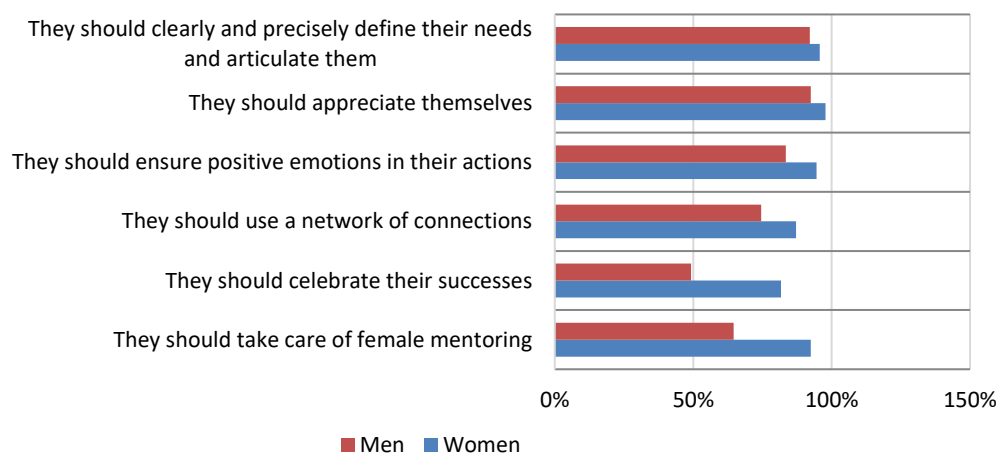 They should clearly and precisely define their needs
and articulate them
They should appreciate themselves
They should ensure positive emotions in their actions
They should use a network of connections
They should celebrate their successes
They should take care of female mentoring
0% 50% 100% 150%
Men Women